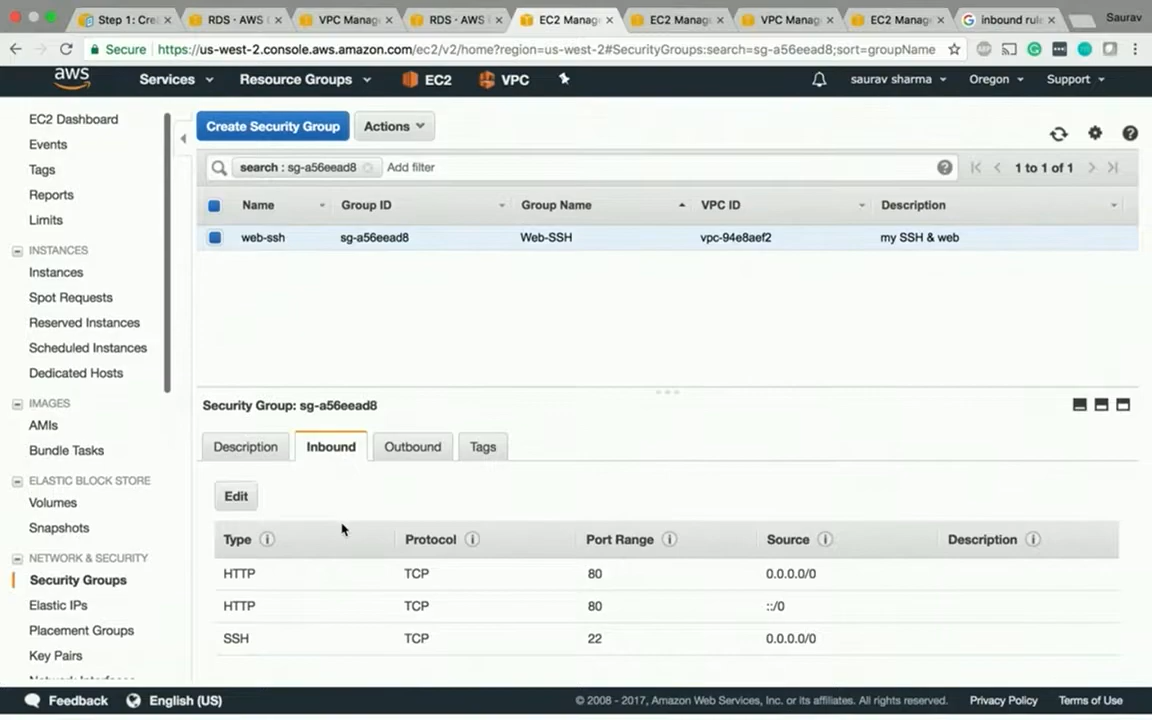 Step 1: Cre
RDS · AWS
VPC Manag
RDS · AWS
EC2 Manag
EC2 Manag
VPC Manag
EC2 Manag
inbound rul
Saurav
Secure
https://us-west-2.console.aws.amazon.com/ec2/v2/home?region=us-west-2#SecurityGroups:search=sg-a56eead8;sort=groupName
aws Services Resource Groups EC2 VPC saurav sharma Oregon Support
EC2 Dashboard
Events
Tags
Reports
Limits
INSTANCES
Instances
Spot Requests
Reserved Instances
Scheduled Instances
Dedicated Hosts
IMAGES
AMIs
Bundle Tasks
ELASTIC BLOCK STORE
Volumes
Snapshots
NETWORK & SECURITY
Security Groups
Elastic IPs
Placement Groups
Key Pairs
Create Security Group Actions
search : sg-a56eead8 Add filter 1 to 1 of 1
Name Group ID Group Name VPC ID Description
web-ssh sg-a56eead8 Web-SSH vpc-94e8aef2 my SSH & web
Security Group: sg-a56eead8
Description Inbound Outbound Tags
Edit
Type Protocol Port Range Source Description
HTTP TCP 80 0.0.0.0/0
HTTP TCP 80 ::/0
SSH TCP 22 0.0.0.0/0
Feedback English (US) © 2008 - 2017, Amazon Web Services, Inc. or its affiliates. All rights reserved. Privacy Policy Terms of Use